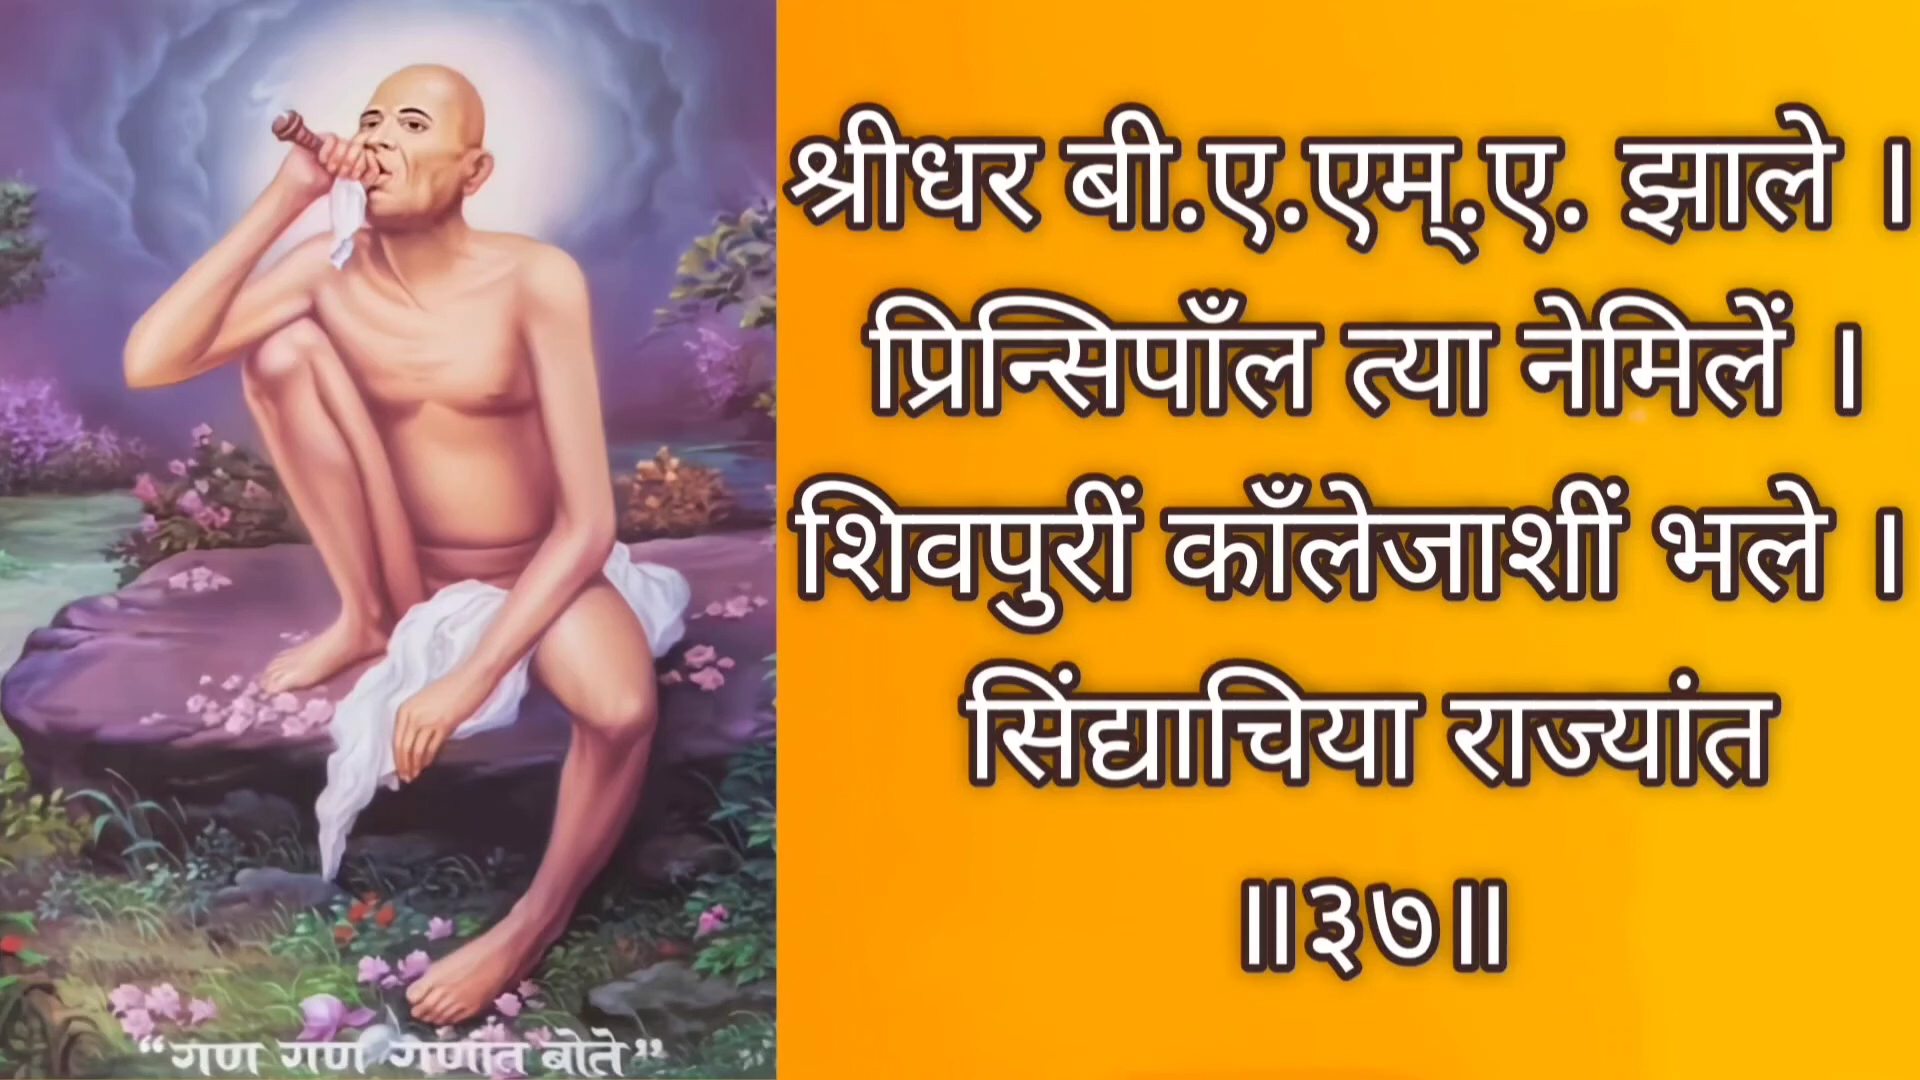 श्रीधर बी.ए.एम्.ए. झाले ।
प्रिन्सिपाँल त्या नेमिलें ।
शिवपुरीं काँलेजाशीं भले ।
सिंद्याचिया राज्यांत
॥३७॥
“गण गण गणांत बोते”